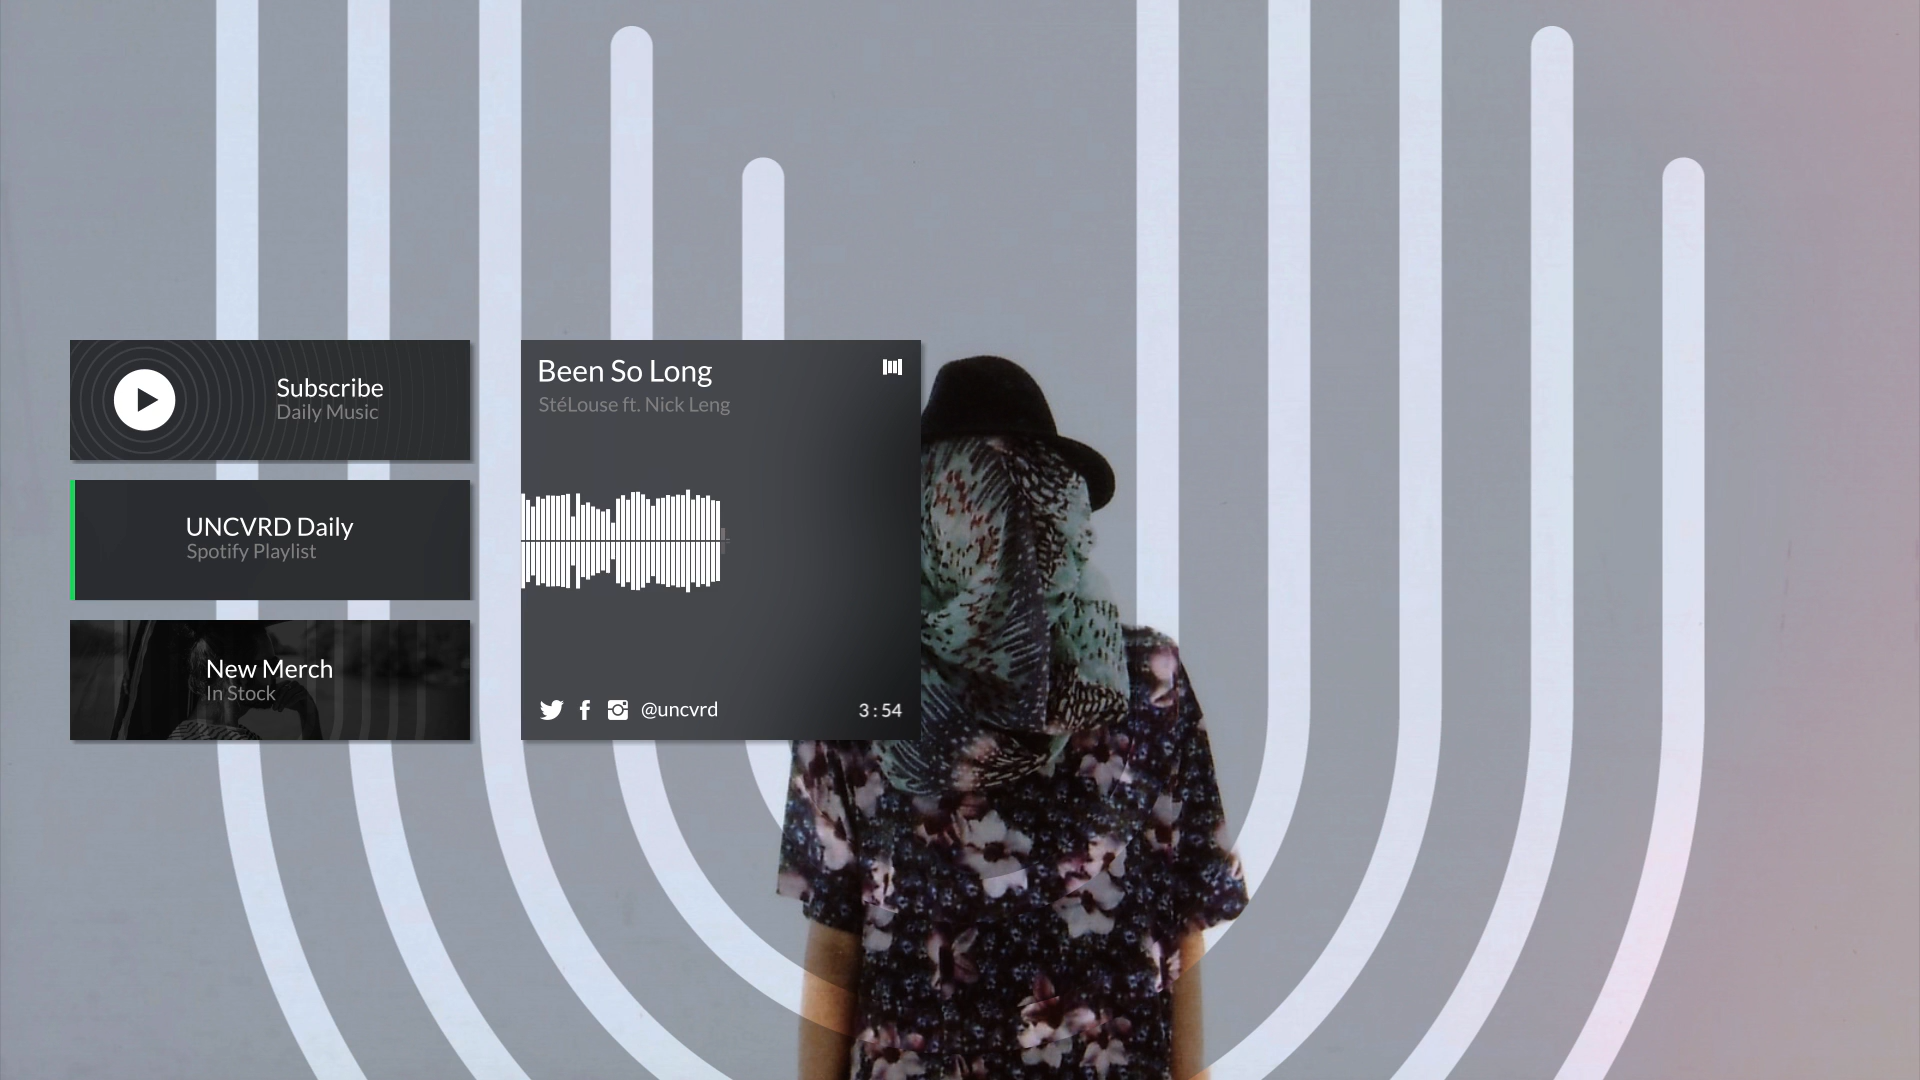 Subscribe
Daily Music
UNCVRD Daily
Spotify Playlist
New Merch
In Stock
Been So Long
StéLouse ft. Nick Leng
@uncvrd
3:54